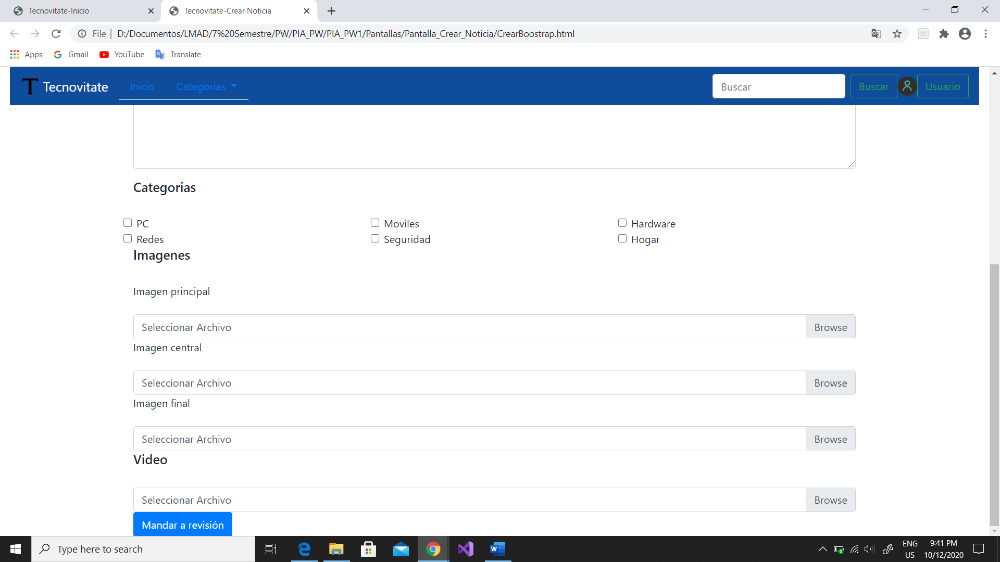 Tecnovitate-Inicio
Tecnovitate-Crear Noticia
File | D:/Documentos/LMAD/7%20Semestre/PW/PIA_PW/PIA_PW1/Pantallas/Pantalla_Crear_Noticia/CrearBoostrap.html
Apps Gmail YouTube Translate
T Tecnovitate Inicio Categorias Buscar Buscar Usuario
Categorias
PC Moviles Hardware
Redes Seguridad Hogar
Imagenes
Imagen principal
Seleccionar Archivo Browse
Imagen central
Seleccionar Archivo Browse
Imagen final
Seleccionar Archivo Browse
Video
Seleccionar Archivo Browse
Mandar a revisión
Type here to search
ENG
US
9:41 PM
10/12/2020